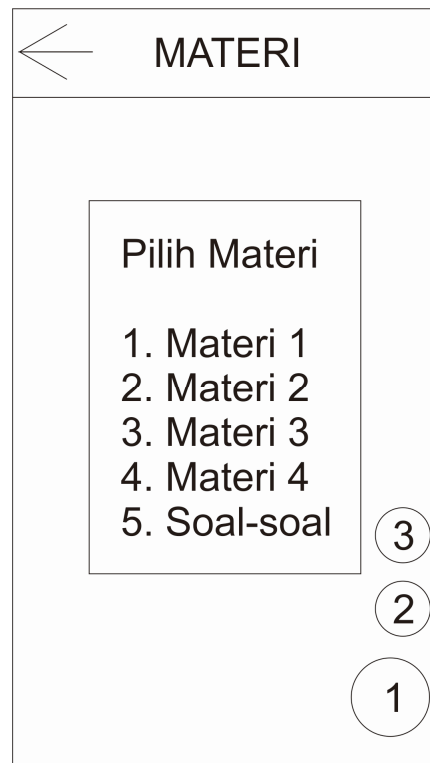 MATERI
Pilih Materi
1. Materi 1
2. Materi 2
3. Materi 3
4. Materi 4
5. Soal-soal
3
2
1